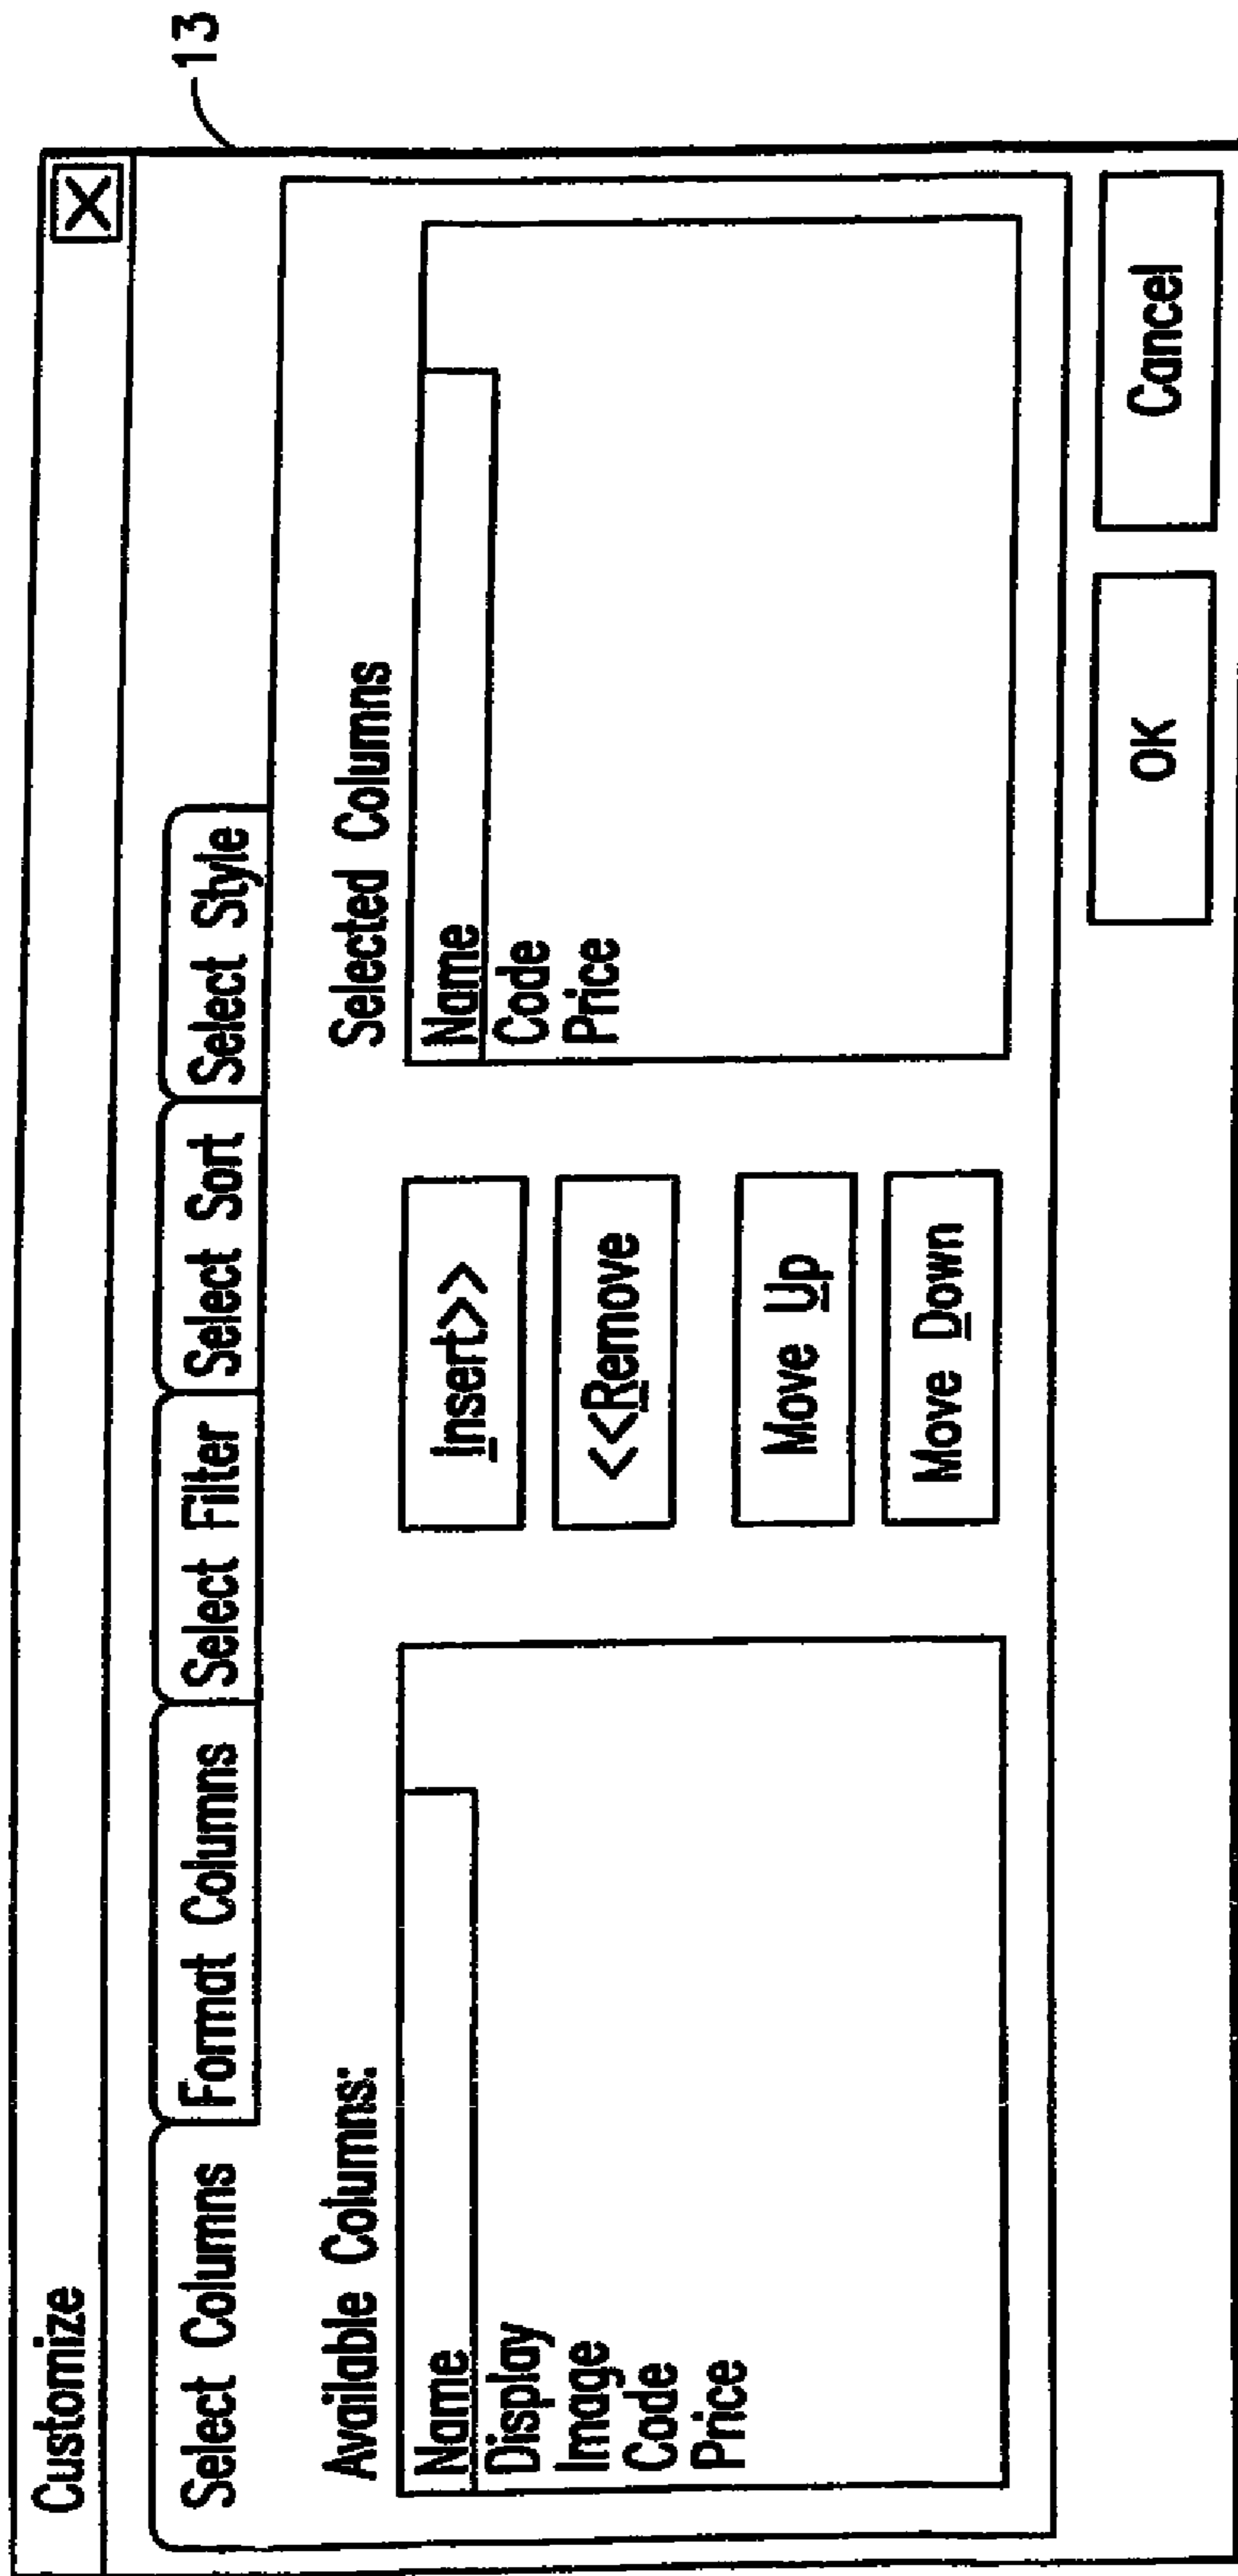 Customize
X
13
Select Columns
Format Columns
Select Filter
Select Sort
Select Style
Available Columns:
Name
Display
Image
Code
Price
insert>>
<<Remove
Move Up
Move Down
Selected Columns
Name
Code
Price
OK
Cancel